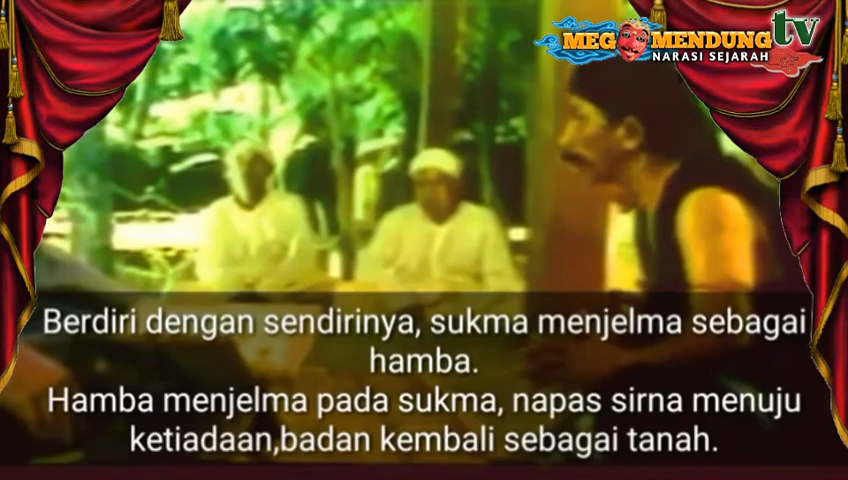 MEG MENDUNG tv
NARASI SEJARAH
Berdiri dengan sendirinya, sukma menjelma sebagai
hamba.
Hamba menjelma pada sukma, napas sirna menuju
ketiadaan,badan kembali sebagai tanah.